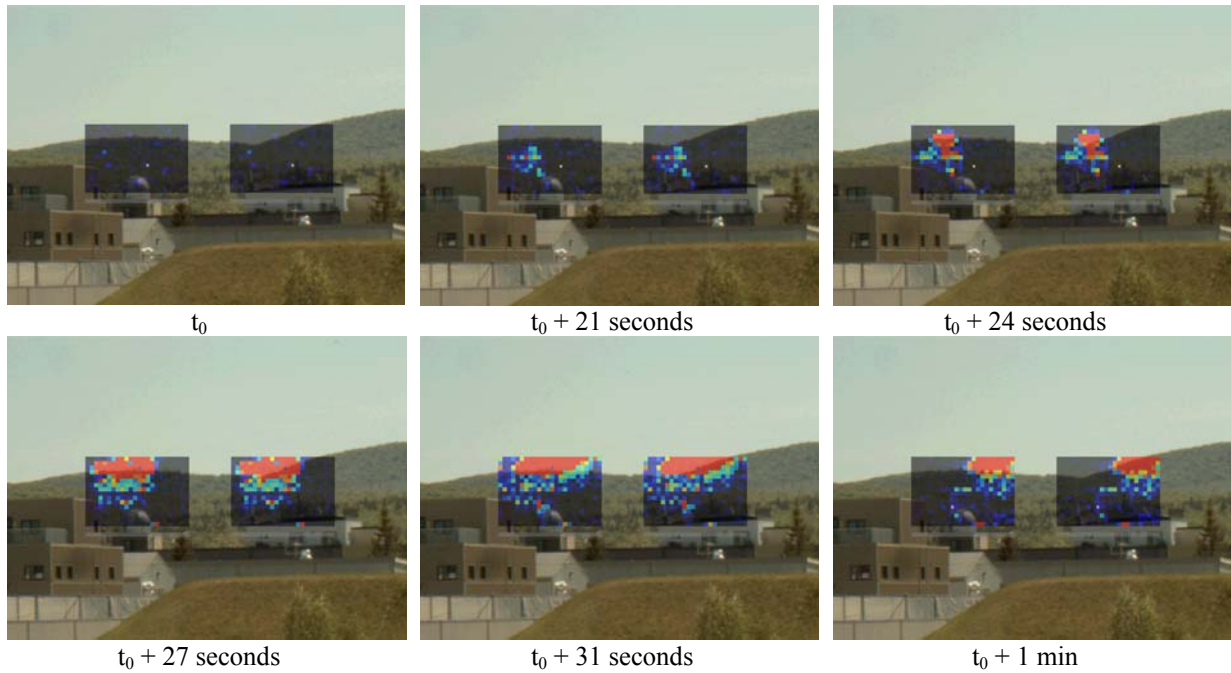 t₀
t₀ + 21 seconds
t₀ + 24 seconds
t₀ + 27 seconds
t₀ + 31 seconds
t₀ + 1 min